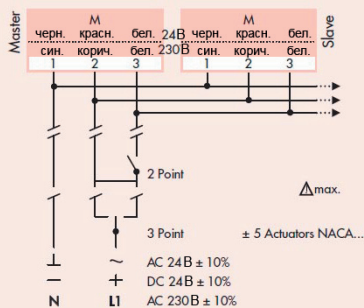 Master
M
черн. красн. бел.
син. корич. бел.
1 2 3
24В
230В
M
черн. красн. бел.
син. корич. бел.
1 2 3
Slave
2 Point
⚠max.
3 Point
± 5 Actuators NACA...
⊥ ~ AC 24В ± 10%
— + DC 24В ± 10%
N L1 AC 230В ± 10%